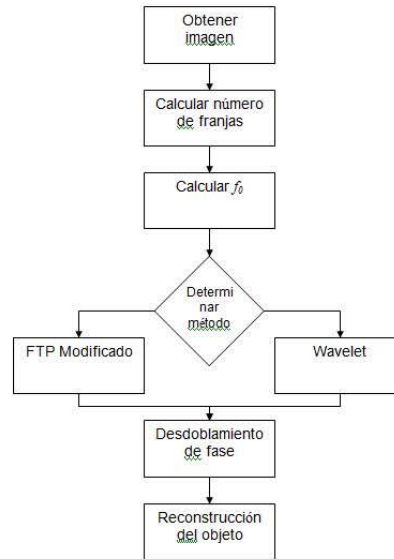 Obtener
imagen
Calcular número
de franjas
Calcular f₀
Determi
nar
método
FTP Modificado
Wavelet
Desdoblamiento
de fase
Reconstrucción
del objeto